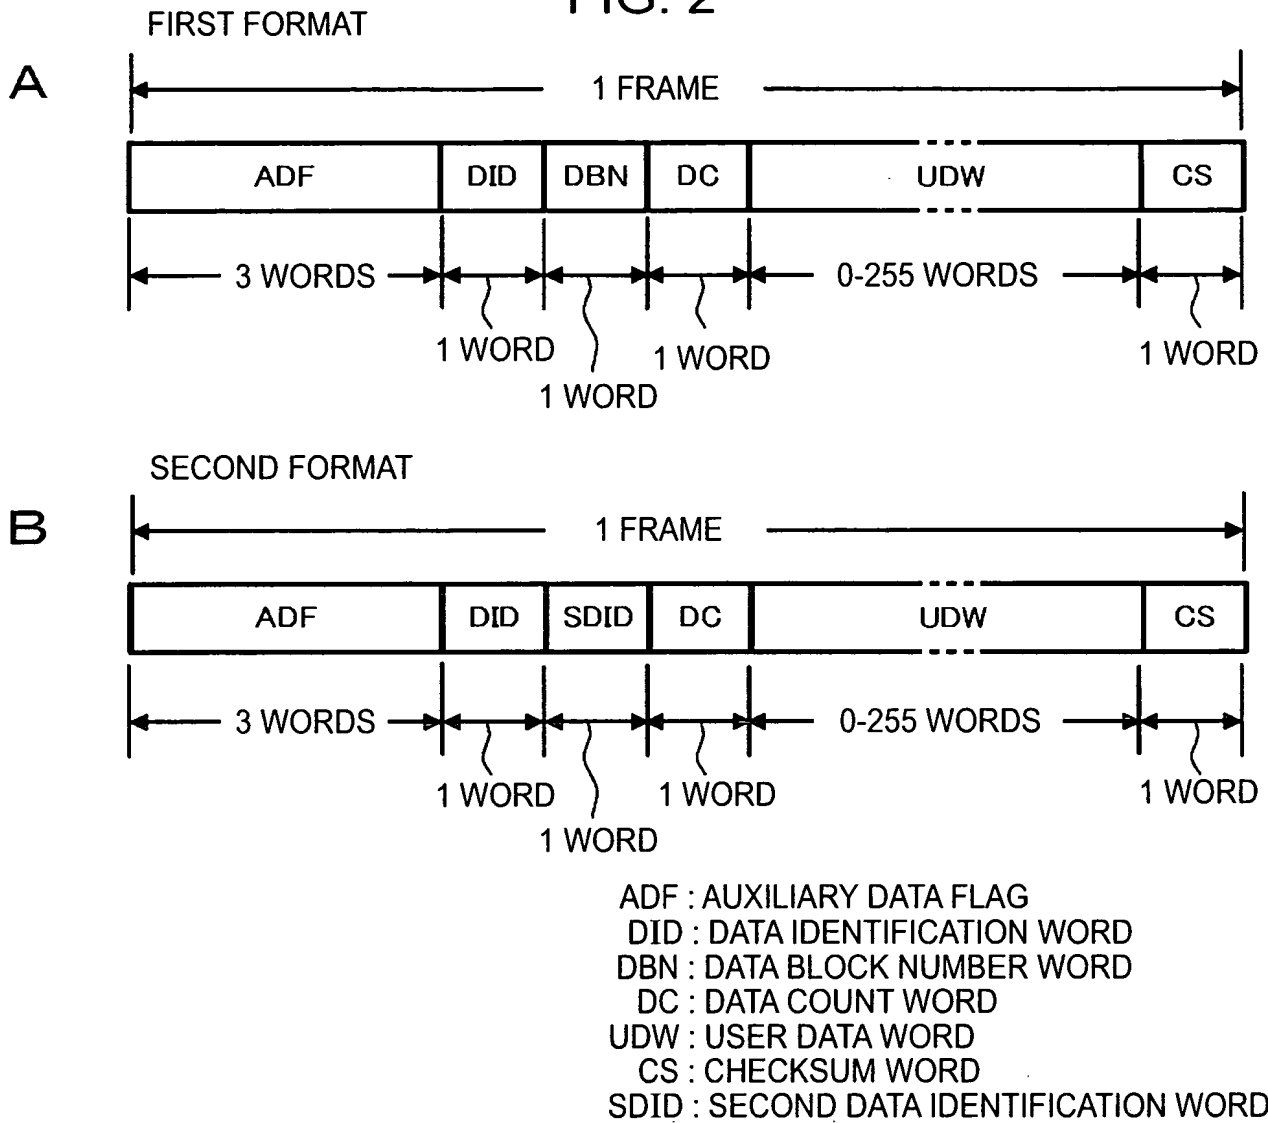 FIG. 2
FIRST FORMAT
A
1 FRAME
ADF DID DBN DC UDW CS
3 WORDS 0-255 WORDS
1 WORD 1 WORD 1 WORD
1 WORD
SECOND FORMAT
B
1 FRAME
ADF DID SDID DC UDW CS
3 WORDS 0-255 WORDS
1 WORD 1 WORD 1 WORD
1 WORD
ADF : AUXILIARY DATA FLAG
DID : DATA IDENTIFICATION WORD
DBN : DATA BLOCK NUMBER WORD
DC : DATA COUNT WORD
UDW : USER DATA WORD
CS : CHECKSUM WORD
SDID : SECOND DATA IDENTIFICATION WORD